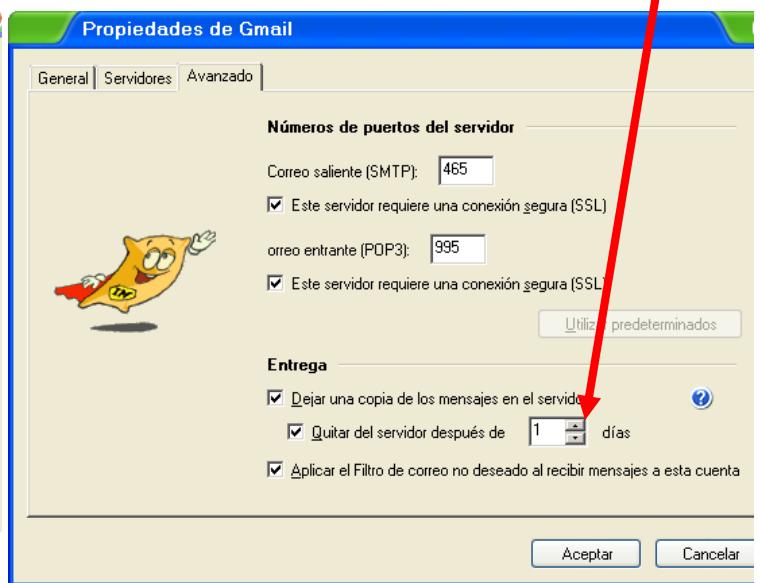 Propiedades de Gmail
General Servidores Avanzado
Números de puertos del servidor
Correo saliente (SMTP): 465
Este servidor requiere una conexión segura (SSL)
orreo entrante (POP3): 995
Este servidor requiere una conexión segura (SSL)
Utilizar predeterminados
Entrega
Dejar una copia de los mensajes en el servidor
Quitar del servidor después de 1 días
Aplicar el Filtro de correo no deseado al recibir mensajes a esta cuenta
IN
Aceptar Cancelar